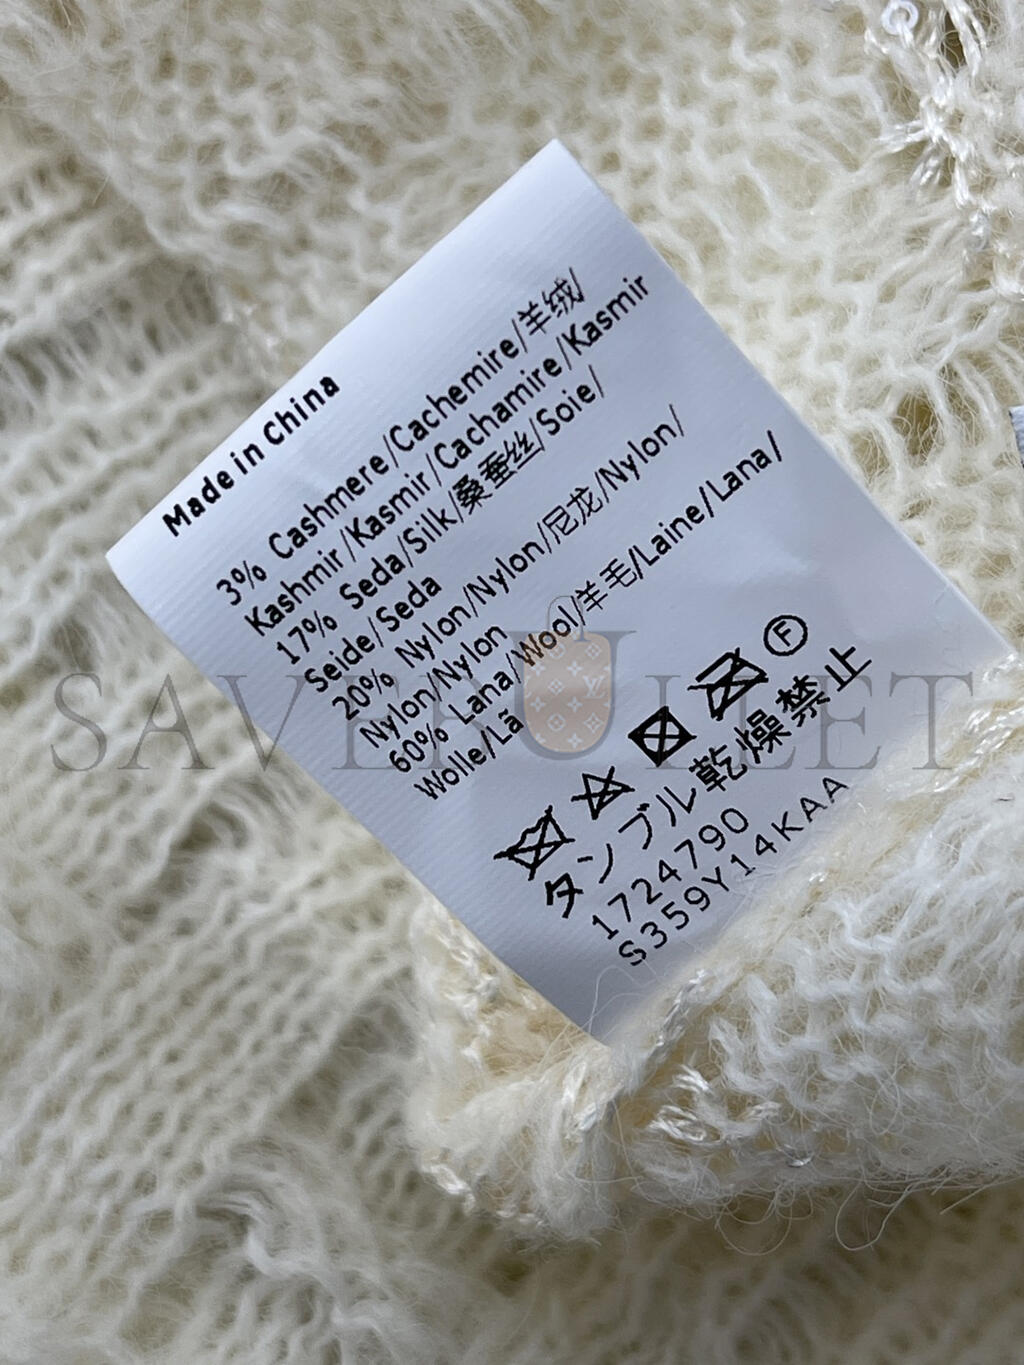 Made in China
3% Cashmere/Cachemire/羊绒/
Kashmir/Kasmir/Cachamire/Kasmir
17% Seda/Silk/桑蚕丝/Soie/
Seide/Seda
20% Nylon/Nylon/尼龙/Nylon/
Nylon/Nylon
60% Lana/Wool/羊毛/Laine/Lana/
Wolle/Lã
F
タンブル乾燥禁止
1724790
S359Y14KAA
SAVEBULLET